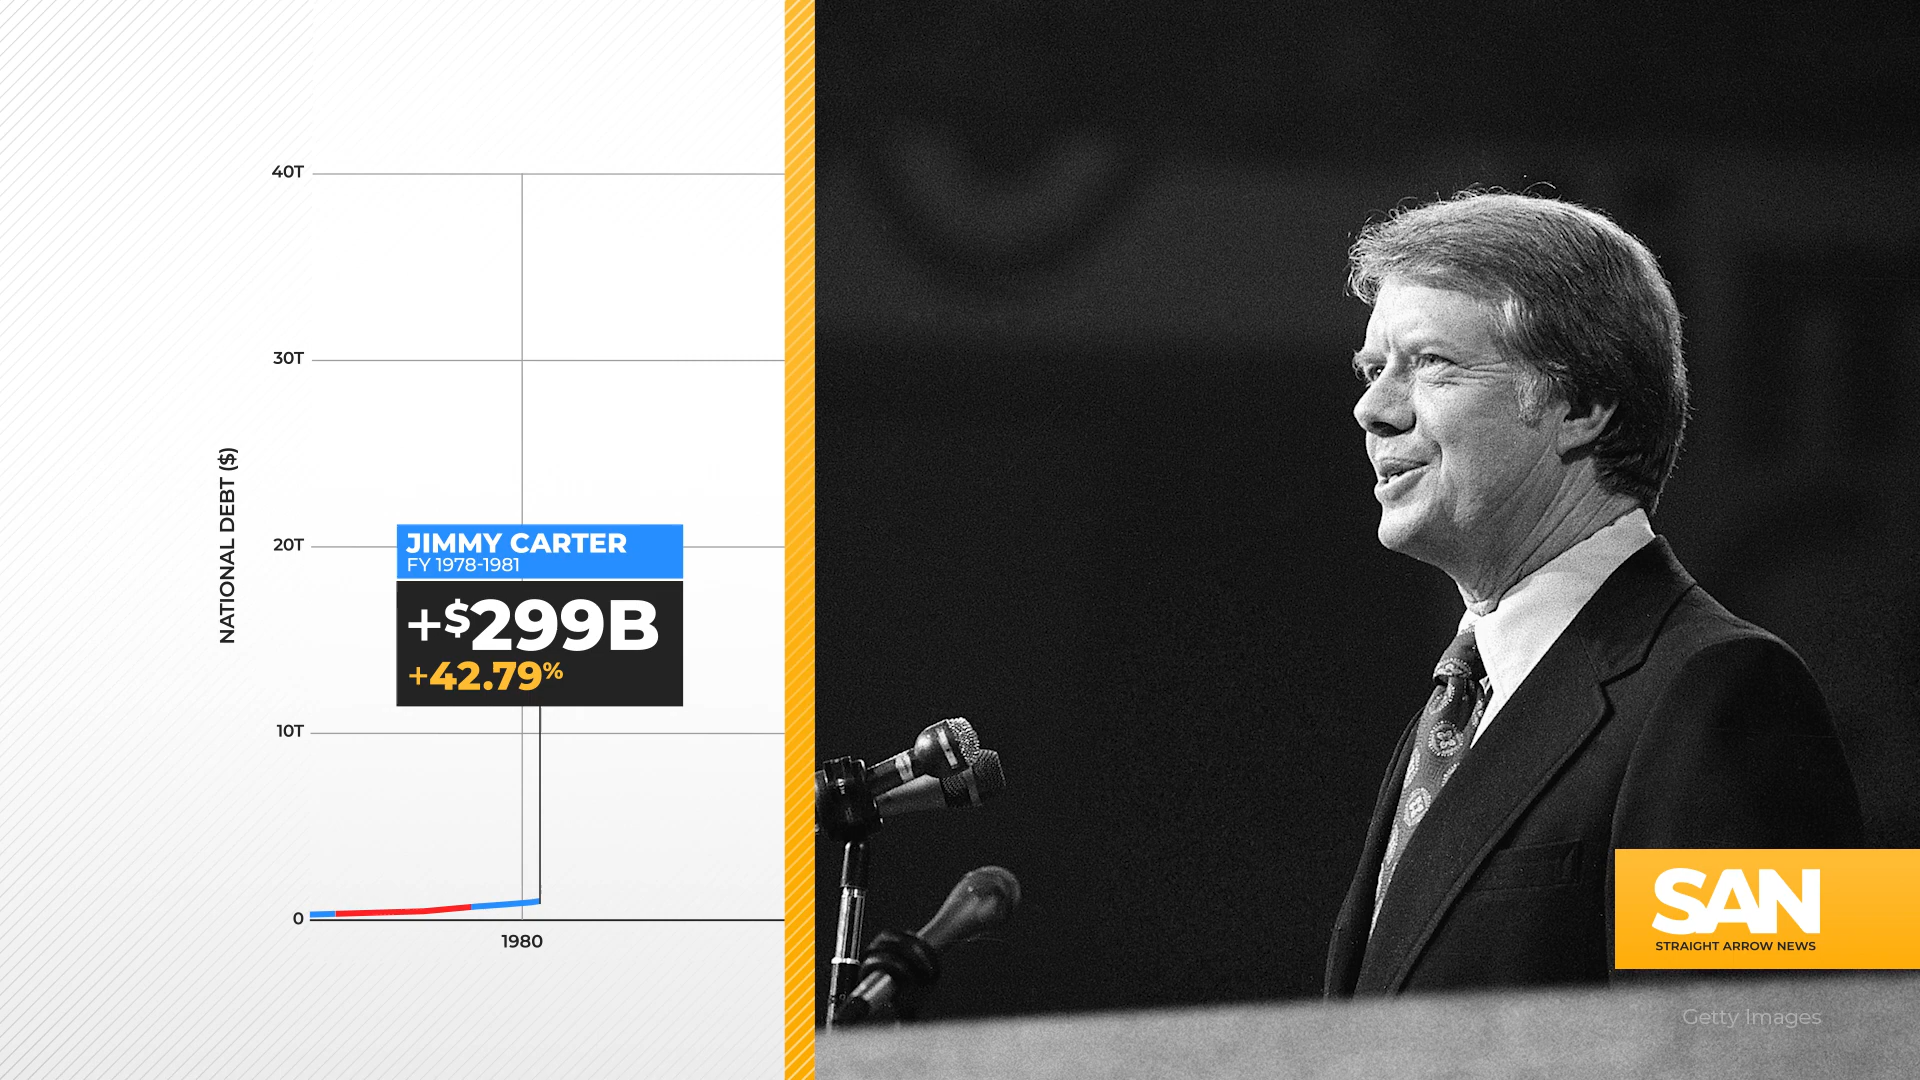 40T
30T
20T
10T
0
NATIONAL DEBT ($)
JIMMY CARTER
FY 1978-1981
+$299B
+42.79%
1980
SAN
STRAIGHT ARROW NEWS
Getty Images